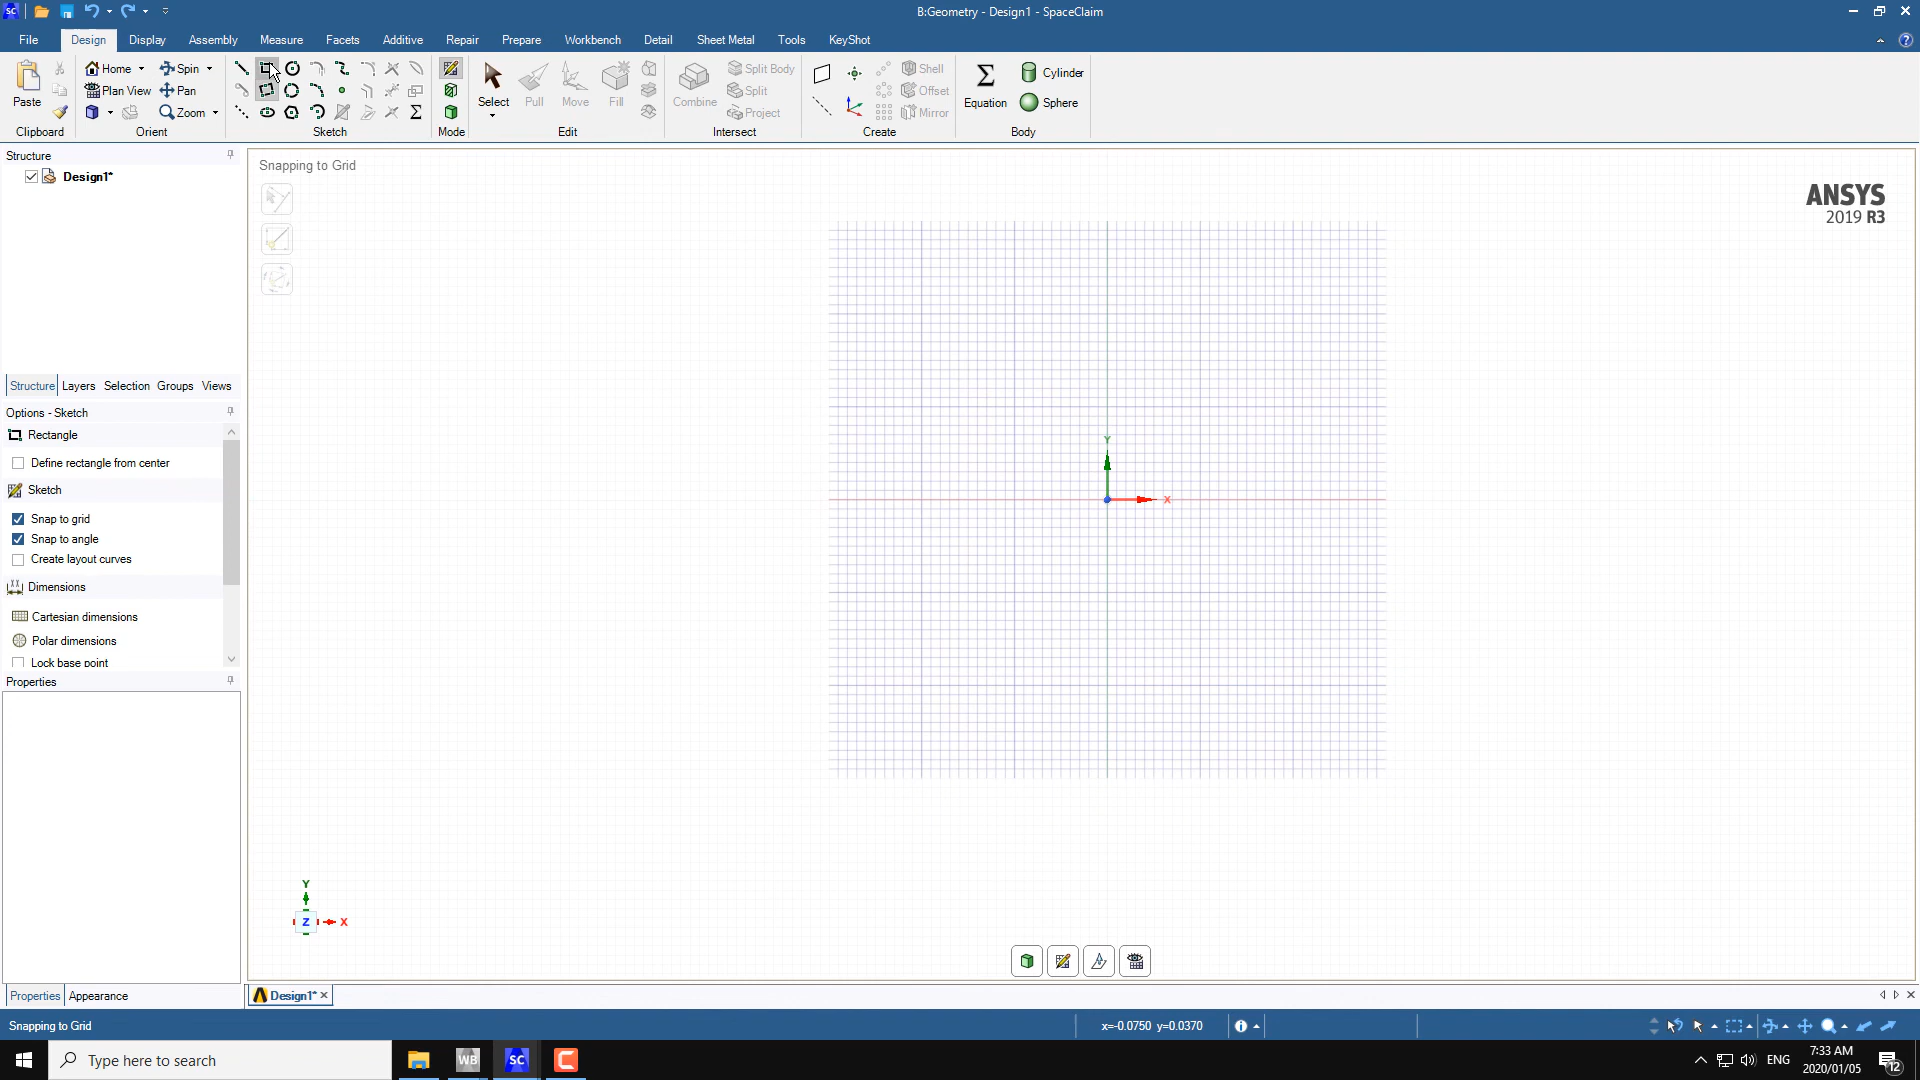 B:Geometry - Design1 - SpaceClaim
File Design Display Assembly Measure Facets Additive Repair Prepare Workbench Detail Sheet Metal Tools KeyShot
Home Spin Split Body Shell Cylinder
Plan View Pan Split Offset
Paste Zoom Select Pull Move Fill Combine Project Mirror Equation Sphere
Clipboard Orient Sketch Mode Edit Intersect Create Body
Structure
Design1*
Structure Layers Selection Groups Views
Options - Sketch
Rectangle
Define rectangle from center
Sketch
Snap to grid
Snap to angle
Create layout curves
Dimensions
Cartesian dimensions
Polar dimensions
Lock base point
Properties
Properties Appearance
Snapping to Grid
ANSYS
2019 R3
Y
X
Y
Z X
Design1*
Snapping to Grid x=-0.0750 y=0.0370
Type here to search WB SC ENG 7:33 AM
2020/01/05 12